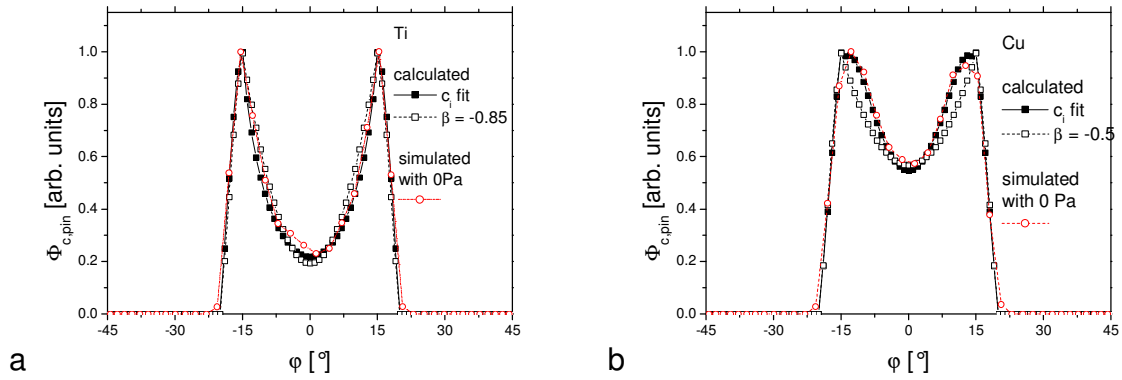 Ti
calculated
c_i fit
β = -0.85
simulated
with 0Pa
1.0
0.8
0.6
0.4
0.2
0.0
-45 -30 -15 0 15 30 45
Φc,pin [arb. units]
φ [°]
a
Cu
calculated
c_i fit
β = -0.5
simulated
with 0 Pa
1.0
0.8
0.6
0.4
0.2
0.0
-45 -30 -15 0 15 30 45
Φc,pin [arb. units]
φ [°]
b